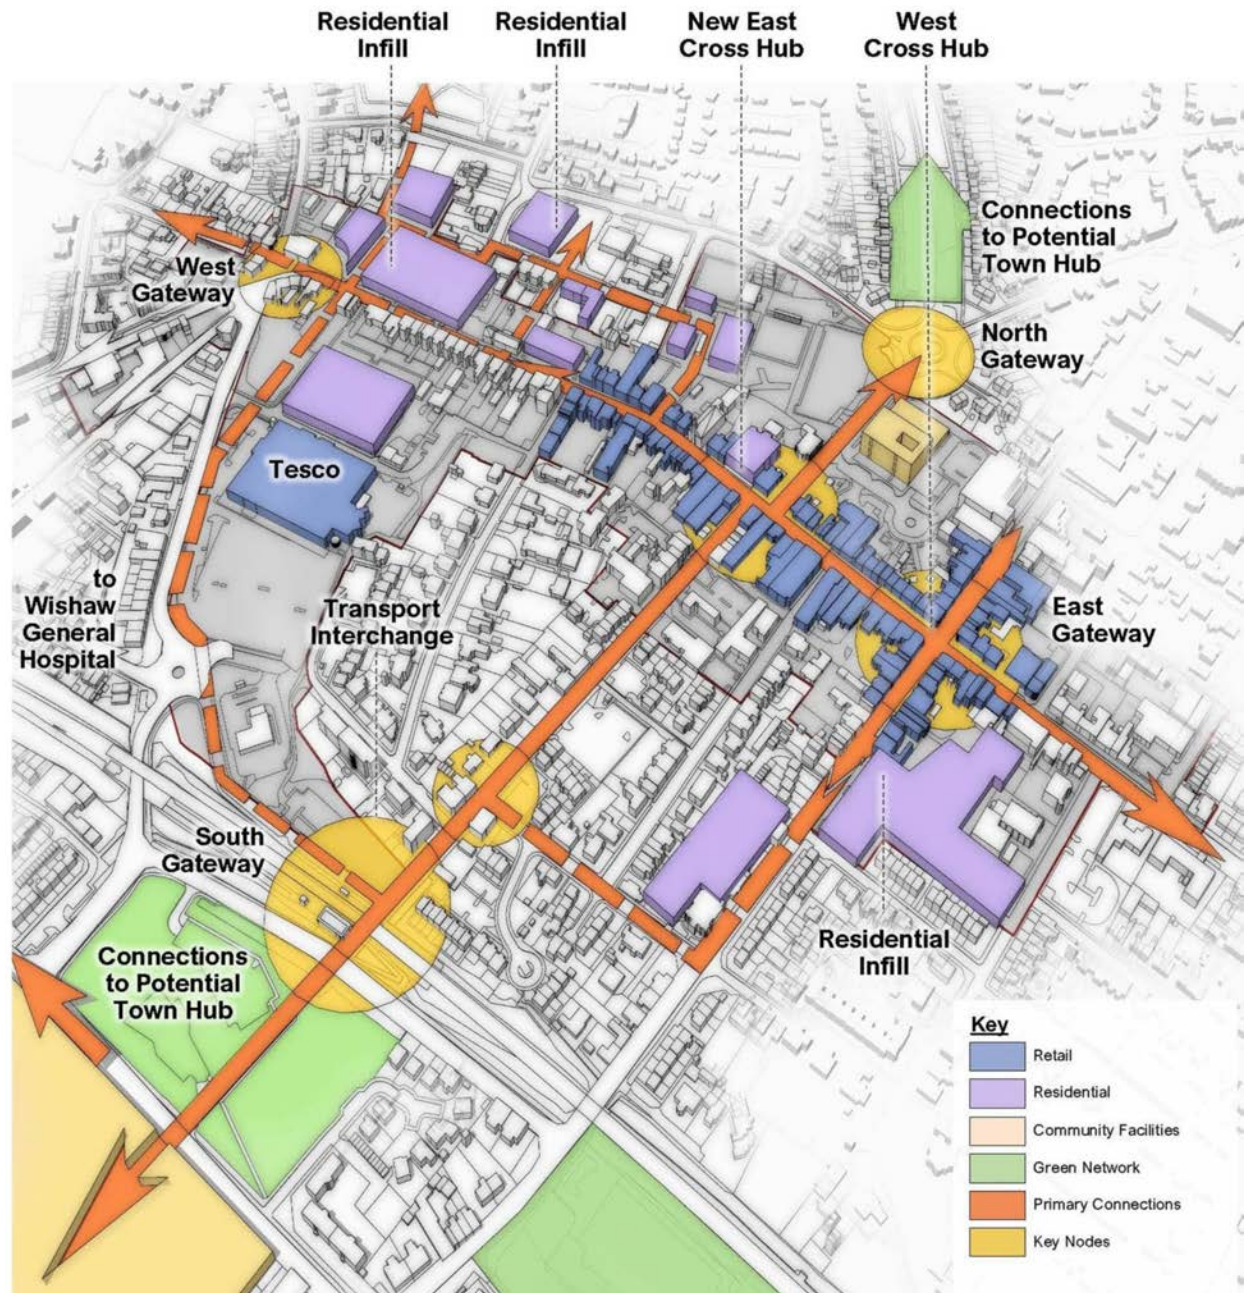 Residential
Infill
Residential
Infill
New East
Cross Hub
West
Cross Hub
Connections
to Potential
Town Hub
West
Gateway
North
Gateway
Tesco
to
Wishaw
General
Hospital
Transport
Interchange
East
Gateway
South
Gateway
Connections
to Potential
Town Hub
Residential
Infill
Key
Retail
Residential
Community Facilities
Green Network
Primary Connections
Key Nodes